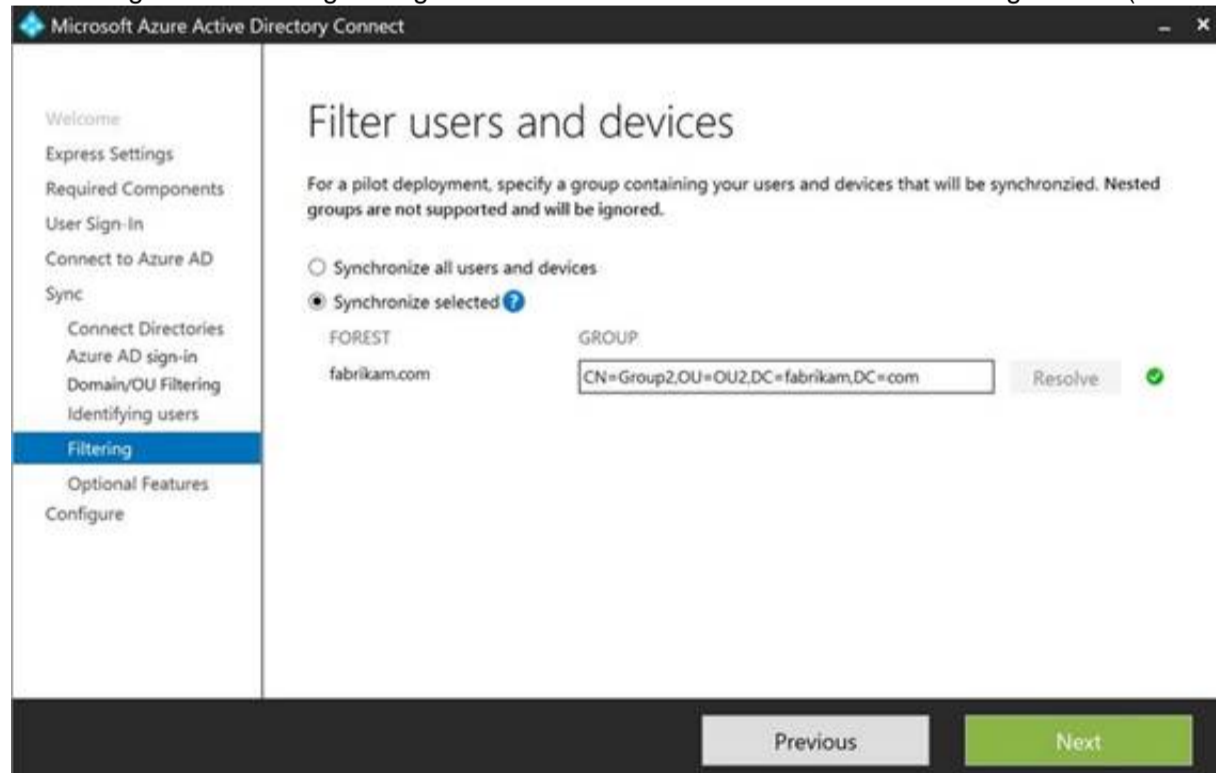 Microsoft Azure Active Directory Connect
Welcome
Express Settings
Required Components
User Sign-In
Connect to Azure AD
Sync
Connect Directories
Azure AD sign-in
Domain/OU Filtering
Identifying users
Filtering
Optional Features
Configure
Filter users and devices
For a pilot deployment, specify a group containing your users and devices that will be synchronzied. Nested
groups are not supported and will be ignored.
Synchronize all users and devices
Synchronize selected ?
FOREST GROUP
fabrikam.com CN=Group2,OU=OU2,DC=fabrikam,DC=com Resolve
Previous Next